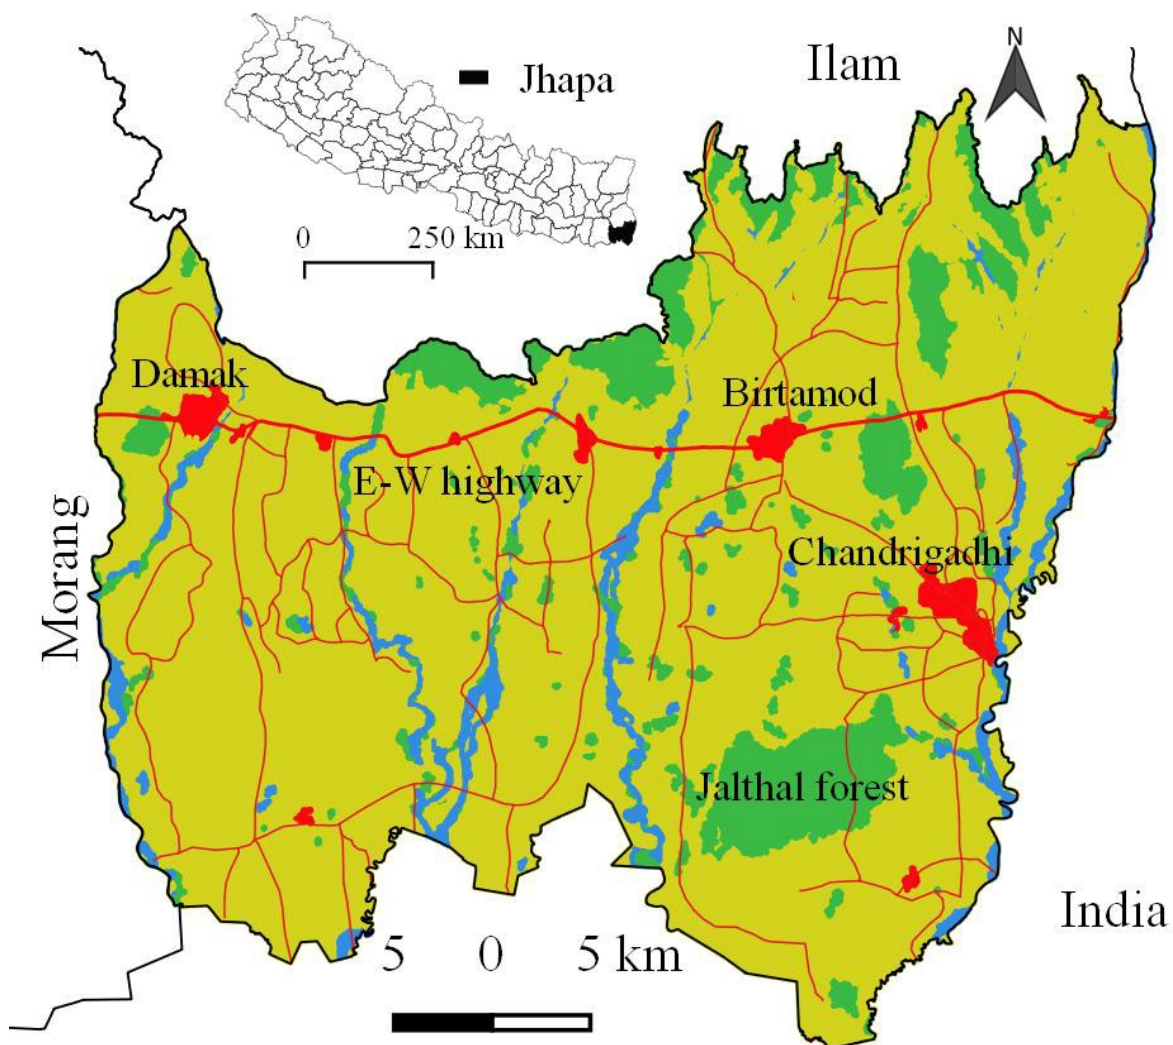 N
Ilam
Jhapa
0 250 km
Damak
Birtamod
E-W highway
Chandrigadhi
Morang
Jalthal forest
India
5 0 5 km